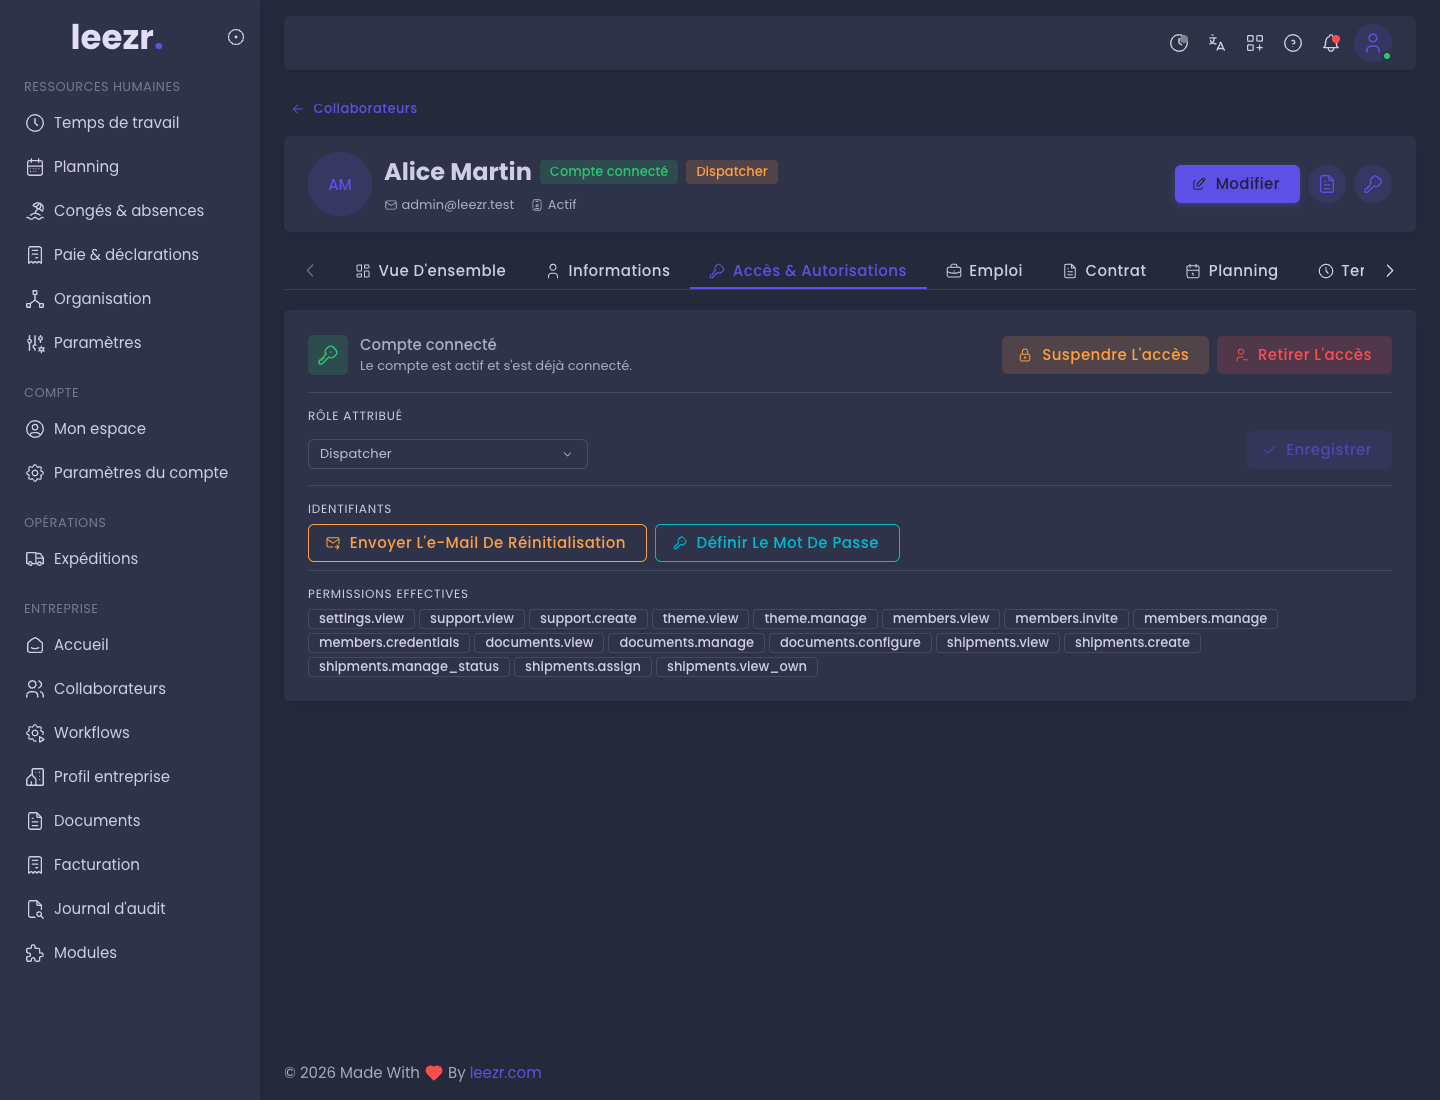 leezr.
RESSOURCES HUMAINES
Temps de travail
Planning
Congés & absences
Paie & déclarations
Organisation
Paramètres
COMPTE
Mon espace
Paramètres du compte
OPÉRATIONS
Expéditions
ENTREPRISE
Accueil
Collaborateurs
Workflows
Profil entreprise
Documents
Facturation
Journal d'audit
Modules
Collaborateurs
AM
Alice Martin Compte connecté Dispatcher
admin@leezr.test Actif
Modifier
Vue D'ensemble Informations Accès & Autorisations Emploi Contrat Planning Ter
Compte connecté
Le compte est actif et s'est déjà connecté.
Suspendre L'accès Retirer L'accès
RÔLE ATTRIBUÉ
Dispatcher
Enregistrer
IDENTIFIANTS
Envoyer L'e-Mail De Réinitialisation Définir Le Mot De Passe
PERMISSIONS EFFECTIVES
settings.view support.view support.create theme.view theme.manage members.view members.invite members.manage
members.credentials documents.view documents.manage documents.configure shipments.view shipments.create
shipments.manage_status shipments.assign shipments.view_own
© 2026 Made With By leezr.com